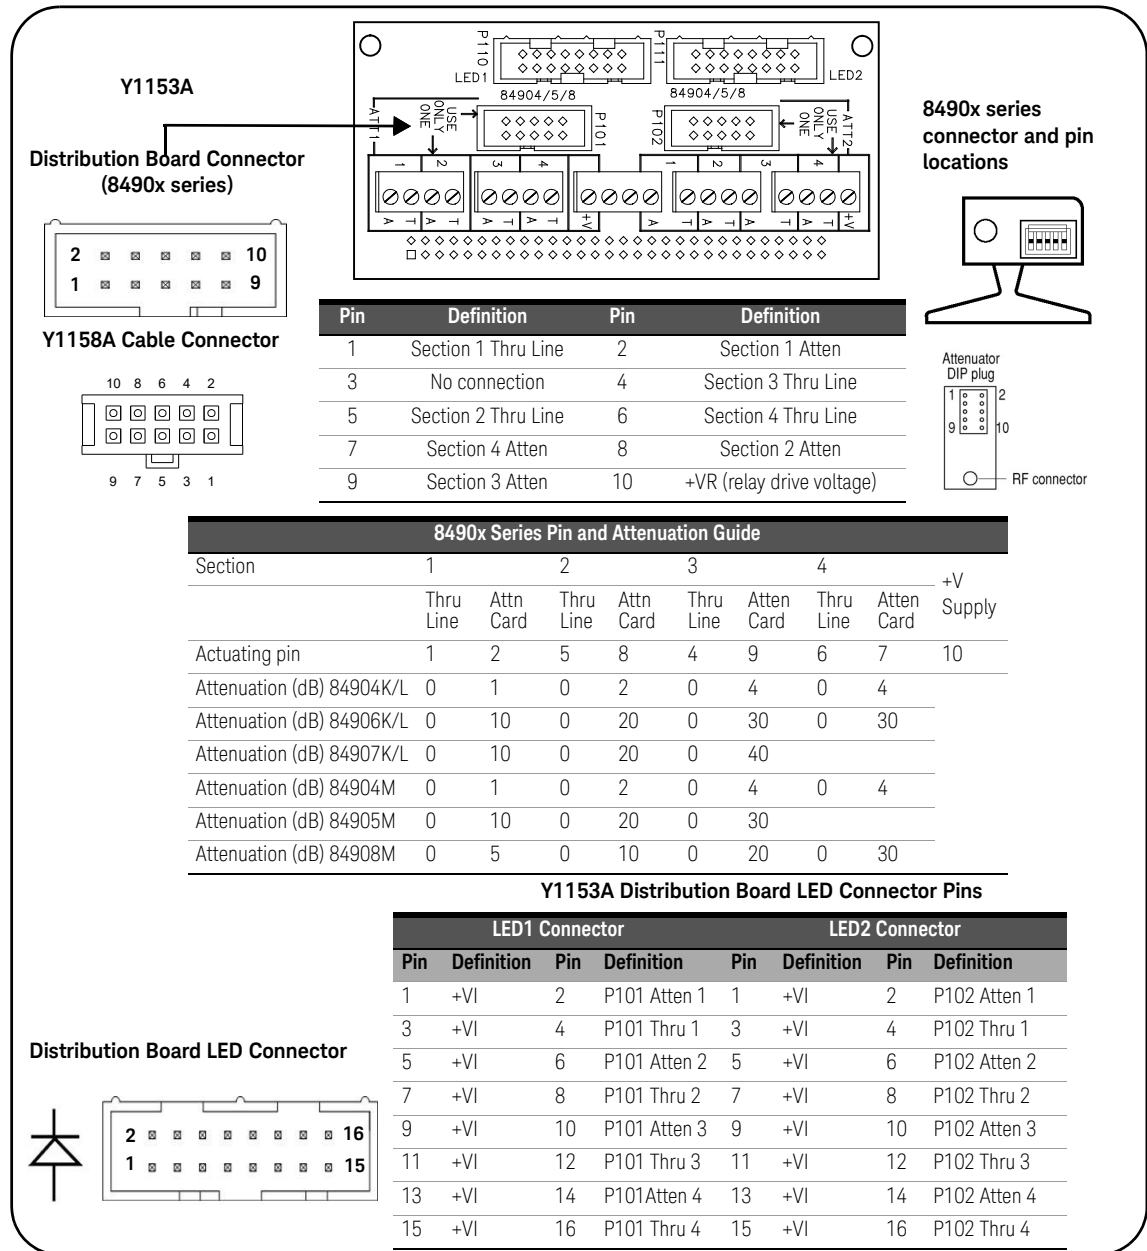 Y1153A
Distribution Board Connector
(8490x series)
2 10
1 9
Y1158A Cable Connector
10 8 6 4 2
9 7 5 3 1
P110
P111
LED1
LED2
84904/5/8
84904/5/8
ATT1
USE
ONLY
ONE
P101
P102
USE
ONLY
ONE
ATT2
1 2 3 4 1 2 3 4
A T A T A T A T +V A T A T A T A T +V
8490x series
connector and pin
locations
Attenuator
DIP plug
1 2
9 10
RF connector
Pin Definition Pin Definition
1 Section 1 Thru Line 2 Section 1 Atten
3 No connection 4 Section 3 Thru Line
5 Section 2 Thru Line 6 Section 4 Thru Line
7 Section 4 Atten 8 Section 2 Atten
9 Section 3 Atten 10 +VR (relay drive voltage)
8490x Series Pin and Attenuation Guide
Section 1 2 3 4 +V
Supply
Thru Attn Thru Attn Thru Atten Thru Atten
Line Card Line Card Line Card Line Card
Actuating pin 1 2 5 8 4 9 6 7 10
Attenuation (dB) 84904K/L 0 1 0 2 0 4 0 4
Attenuation (dB) 84906K/L 0 10 0 20 0 30 0 30
Attenuation (dB) 84907K/L 0 10 0 20 0 40
Attenuation (dB) 84904M 0 1 0 2 0 4 0 4
Attenuation (dB) 84905M 0 10 0 20 0 30
Attenuation (dB) 84908M 0 5 0 10 0 20 0 30
Y1153A Distribution Board LED Connector Pins
LED1 Connector LED2 Connector
Pin Definition Pin Definition Pin Definition Pin Definition
1 +VI 2 P101 Atten 1 1 +VI 2 P102 Atten 1
3 +VI 4 P101 Thru 1 3 +VI 4 P102 Thru 1
5 +VI 6 P101 Atten 2 5 +VI 6 P102 Atten 2
7 +VI 8 P101 Thru 2 7 +VI 8 P102 Thru 2
9 +VI 10 P101 Atten 3 9 +VI 10 P102 Atten 3
11 +VI 12 P101 Thru 3 11 +VI 12 P102 Thru 3
13 +VI 14 P101Atten 4 13 +VI 14 P102 Atten 4
15 +VI 16 P101 Thru 4 15 +VI 16 P102 Thru 4
Distribution Board LED Connector
2 16
1 15